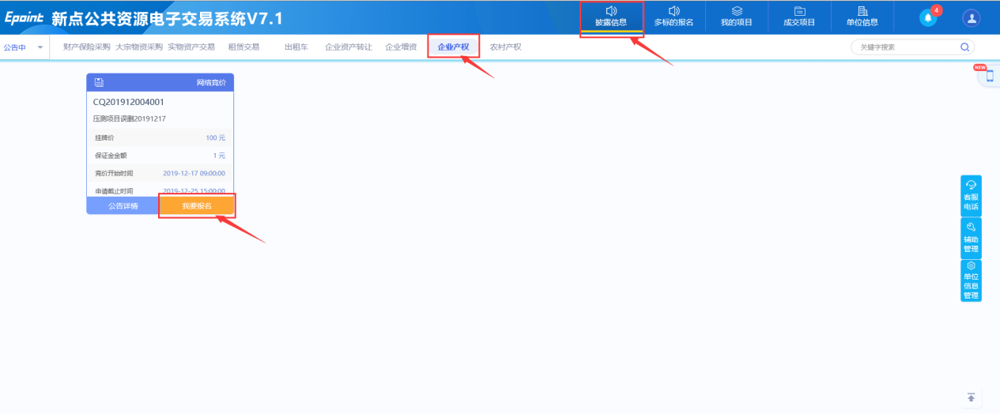 Epoint 新点公共资源电子交易系统V7.1
披露信息
多标的报名
我的项目
成交项目
单位信息
4
公告中
财产保险采购 大宗物资采购 实物资产交易 租赁交易 出租车 企业资产转让 企业增资 企业产权 农村产权
关键字搜索
NEW
网络竞价
CQ201912004001
压测项目误删20191217
挂牌价 100 元
保证金金额 1 元
竞价开始时间 2019-12-17 09:00:00
申请截止时间 2019-12-25 15:00:00
公告详情 我要报名
客服
电话
辅助
管理
单位
信息
管理